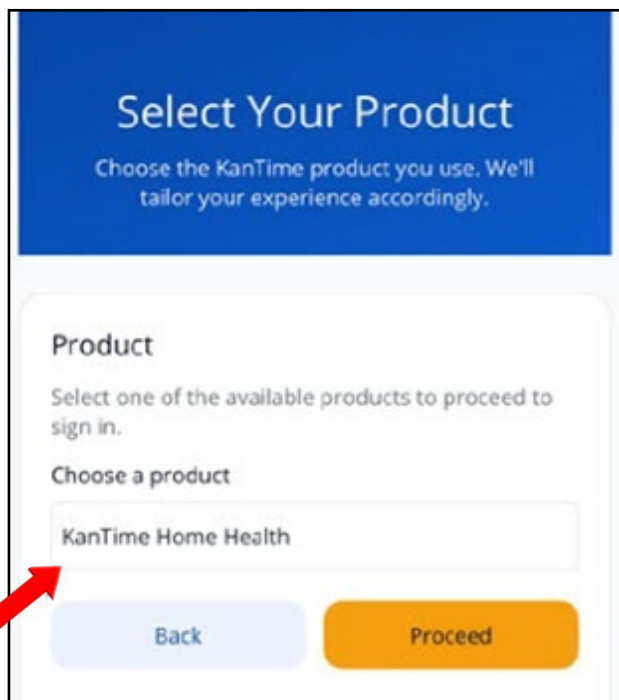 Select Your Product
Choose the KanTime product you use. We'll
tailor your experience accordingly.
Product
Select one of the available products to proceed to
sign in.
Choose a product
KanTime Home Health
Back
Proceed